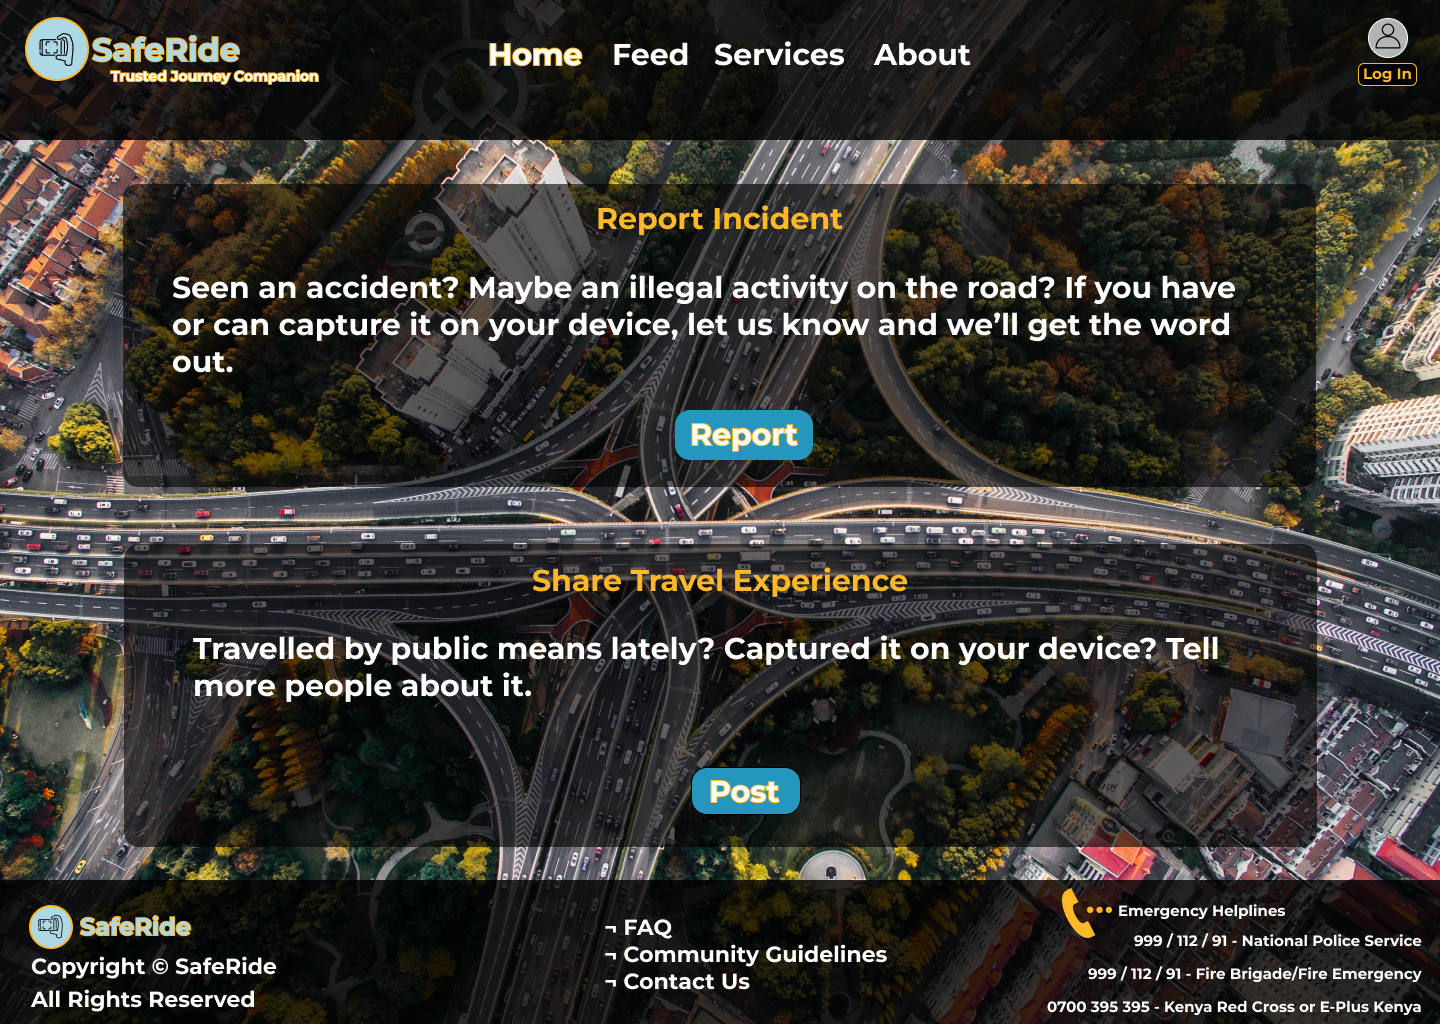 SafeRide
Trusted Journey Companion
Home Feed Services About
Log In
Report Incident
Seen an accident? Maybe an illegal activity on the road? If you have
or can capture it on your device, let us know and we’ll get the word
out.
Report
Share Travel Experience
Travelled by public means lately? Captured it on your device? Tell
more people about it.
Post
SafeRide
Copyright © SafeRide
All Rights Reserved
¬ FAQ
¬ Community Guidelines
¬ Contact Us
Emergency Helplines
999 / 112 / 91 - National Police Service
999 / 112 / 91 - Fire Brigade/Fire Emergency
0700 395 395 - Kenya Red Cross or E-Plus Kenya